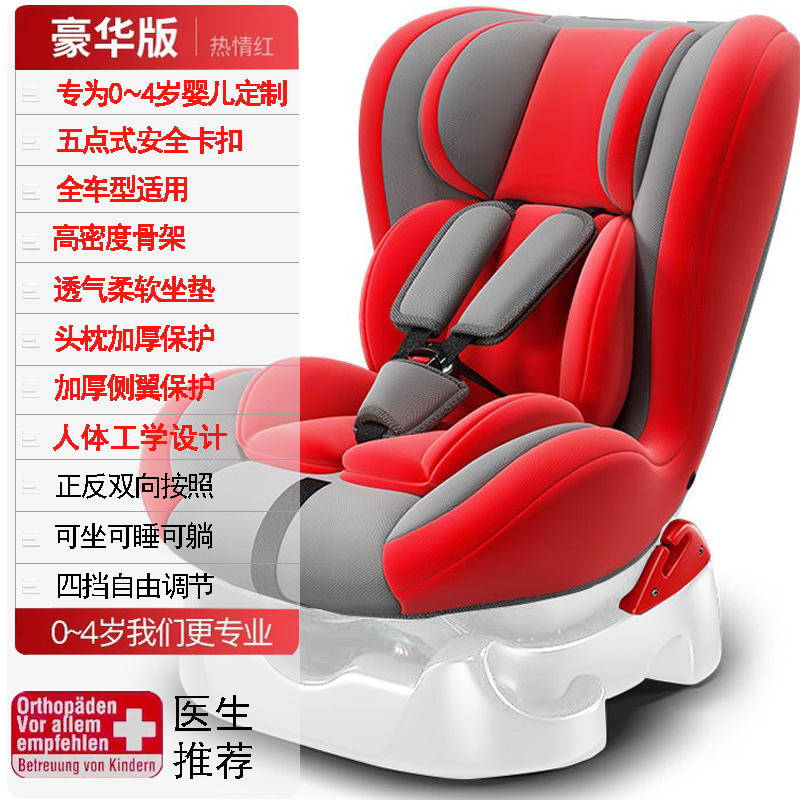 豪华版 热情红
专为0~4岁婴儿定制
五点式安全卡扣
全车型适用
高密度骨架
透气柔软坐垫
头枕加厚保护
加厚侧翼保护
人体工学设计
正反双向按照
可坐可睡可躺
四挡自由调节
0~4岁我们更专业
Orthopäden
Vor allem
empfehlen
Betreuung von Kindern
医生
推荐